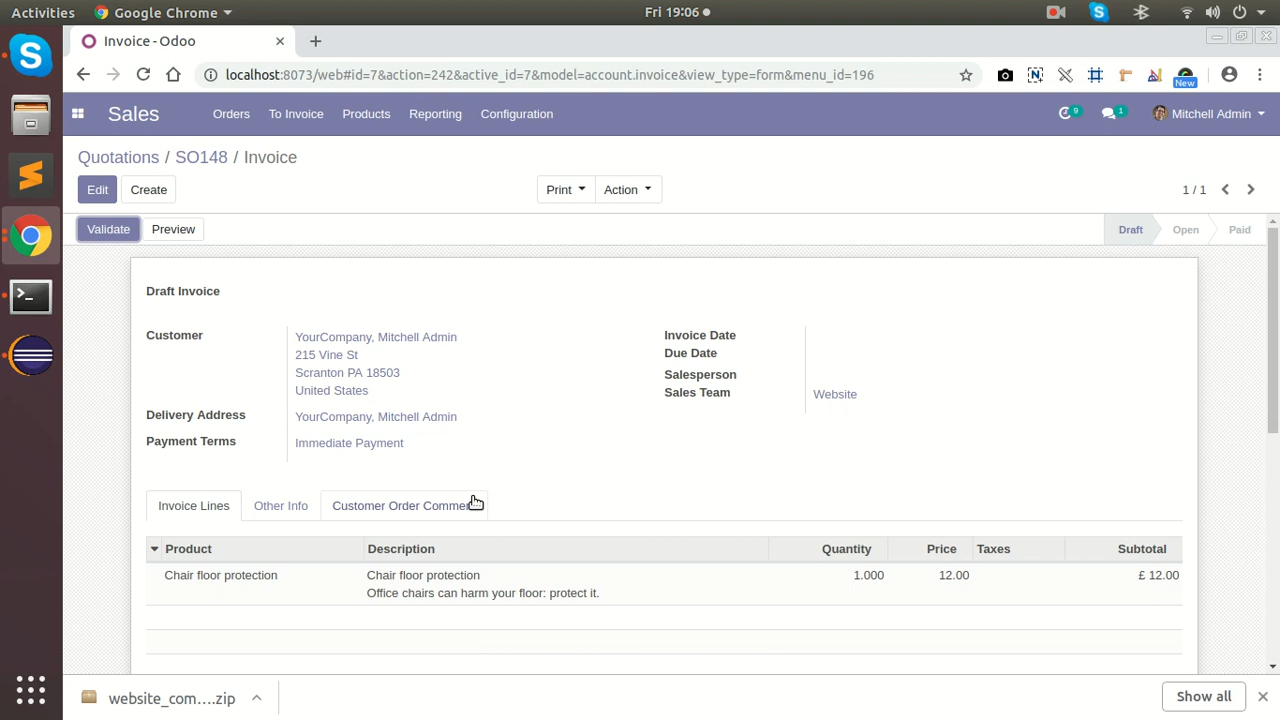 Activities
Google Chrome
Fri 19:06
Invoice - Odoo
localhost:8073/web#id=7&action=242&active_id=7&model=account.invoice&view_type=form&menu_id=196
New
Sales
Orders
To Invoice
Products
Reporting
Configuration
9
1
Mitchell Admin
Quotations / SO148 / Invoice
Edit
Create
Print
Action
1 / 1
Validate
Preview
Draft
Open
Paid
Draft Invoice
Customer
YourCompany, Mitchell Admin
215 Vine St
Scranton PA 18503
United States
Delivery Address
YourCompany, Mitchell Admin
Payment Terms
Immediate Payment
Invoice Date
Due Date
Salesperson
Sales Team
Website
Invoice Lines
Other Info
Customer Order
Product
Description
Quantity
Price
Taxes
Subtotal
Chair floor protection
Chair floor protection
Office chairs can harm your floor: protect it.
1.000
12.00
£ 12.00
website_com....zip
Show all